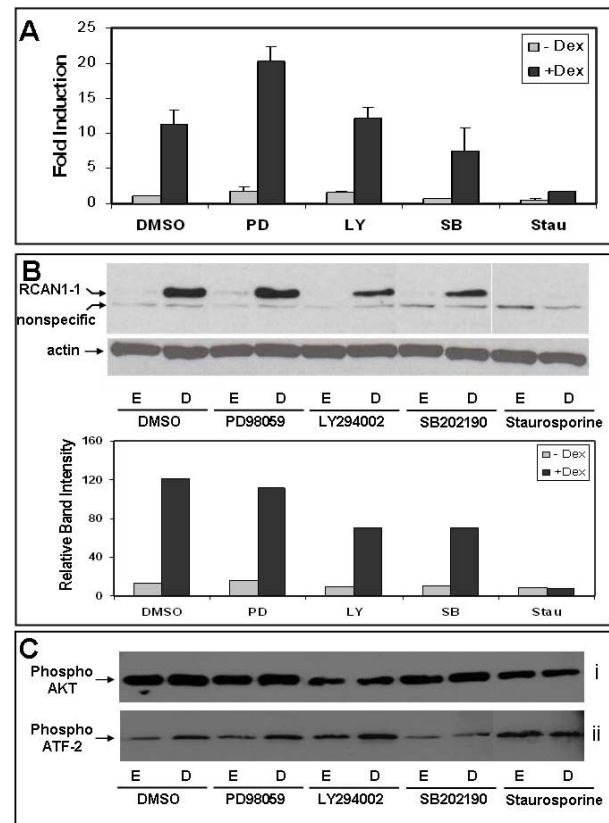 A
Fold Induction
25
20
15
10
5
0
- Dex
+Dex
DMSO PD LY SB Stau
B
RCAN1-1
nonspecific
actin
E D E D E D E D E D
DMSO PD98059 LY294002 SB202190 Staurosporine
Relative Band Intensity
160
120
80
40
0
- Dex
+Dex
DMSO PD LY SB Stau
C
Phospho
AKT
i
Phospho
ATF-2
ii
E D E D E D E D E D
DMSO PD98059 LY294002 SB202190 Staurosporine